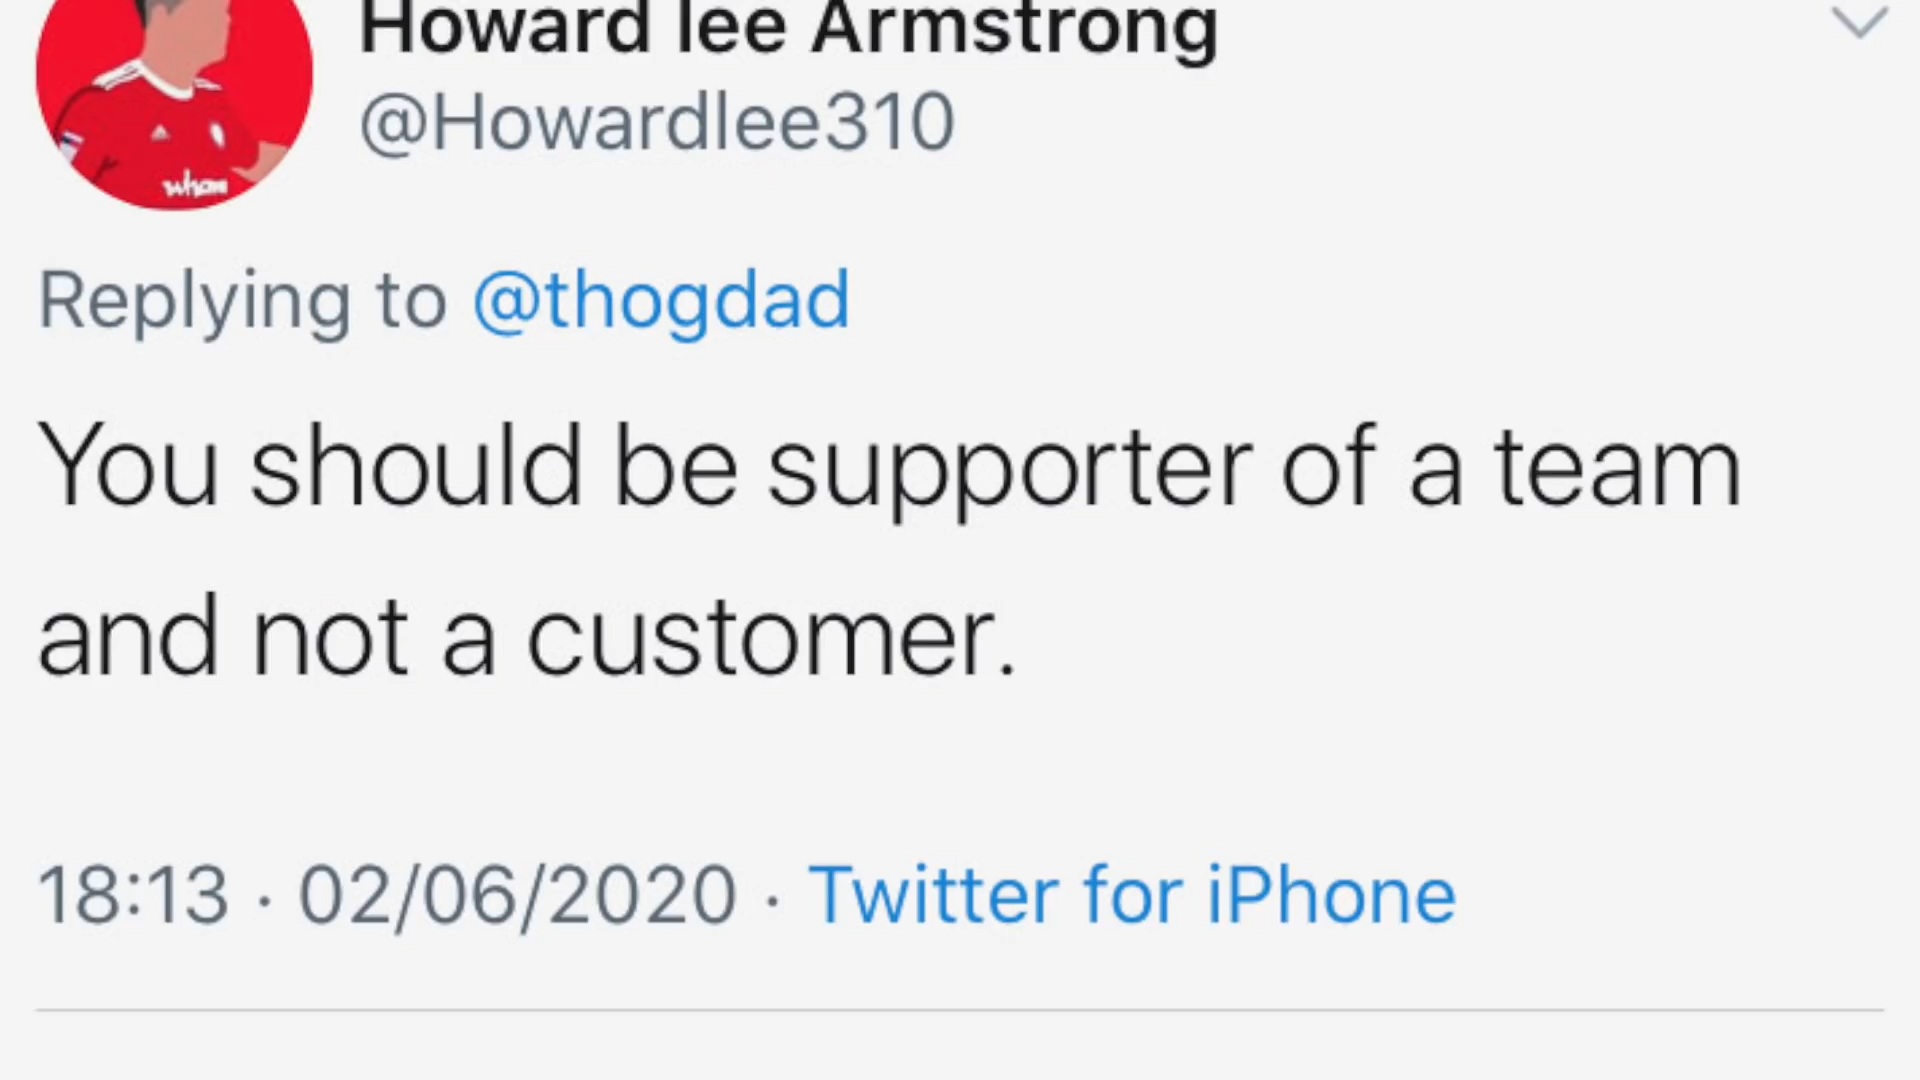 Howard lee Armstrong
@Howardlee310
wham
Replying to @thogdad
You should be supporter of a team
and not a customer.
18:13 · 02/06/2020 · Twitter for iPhone